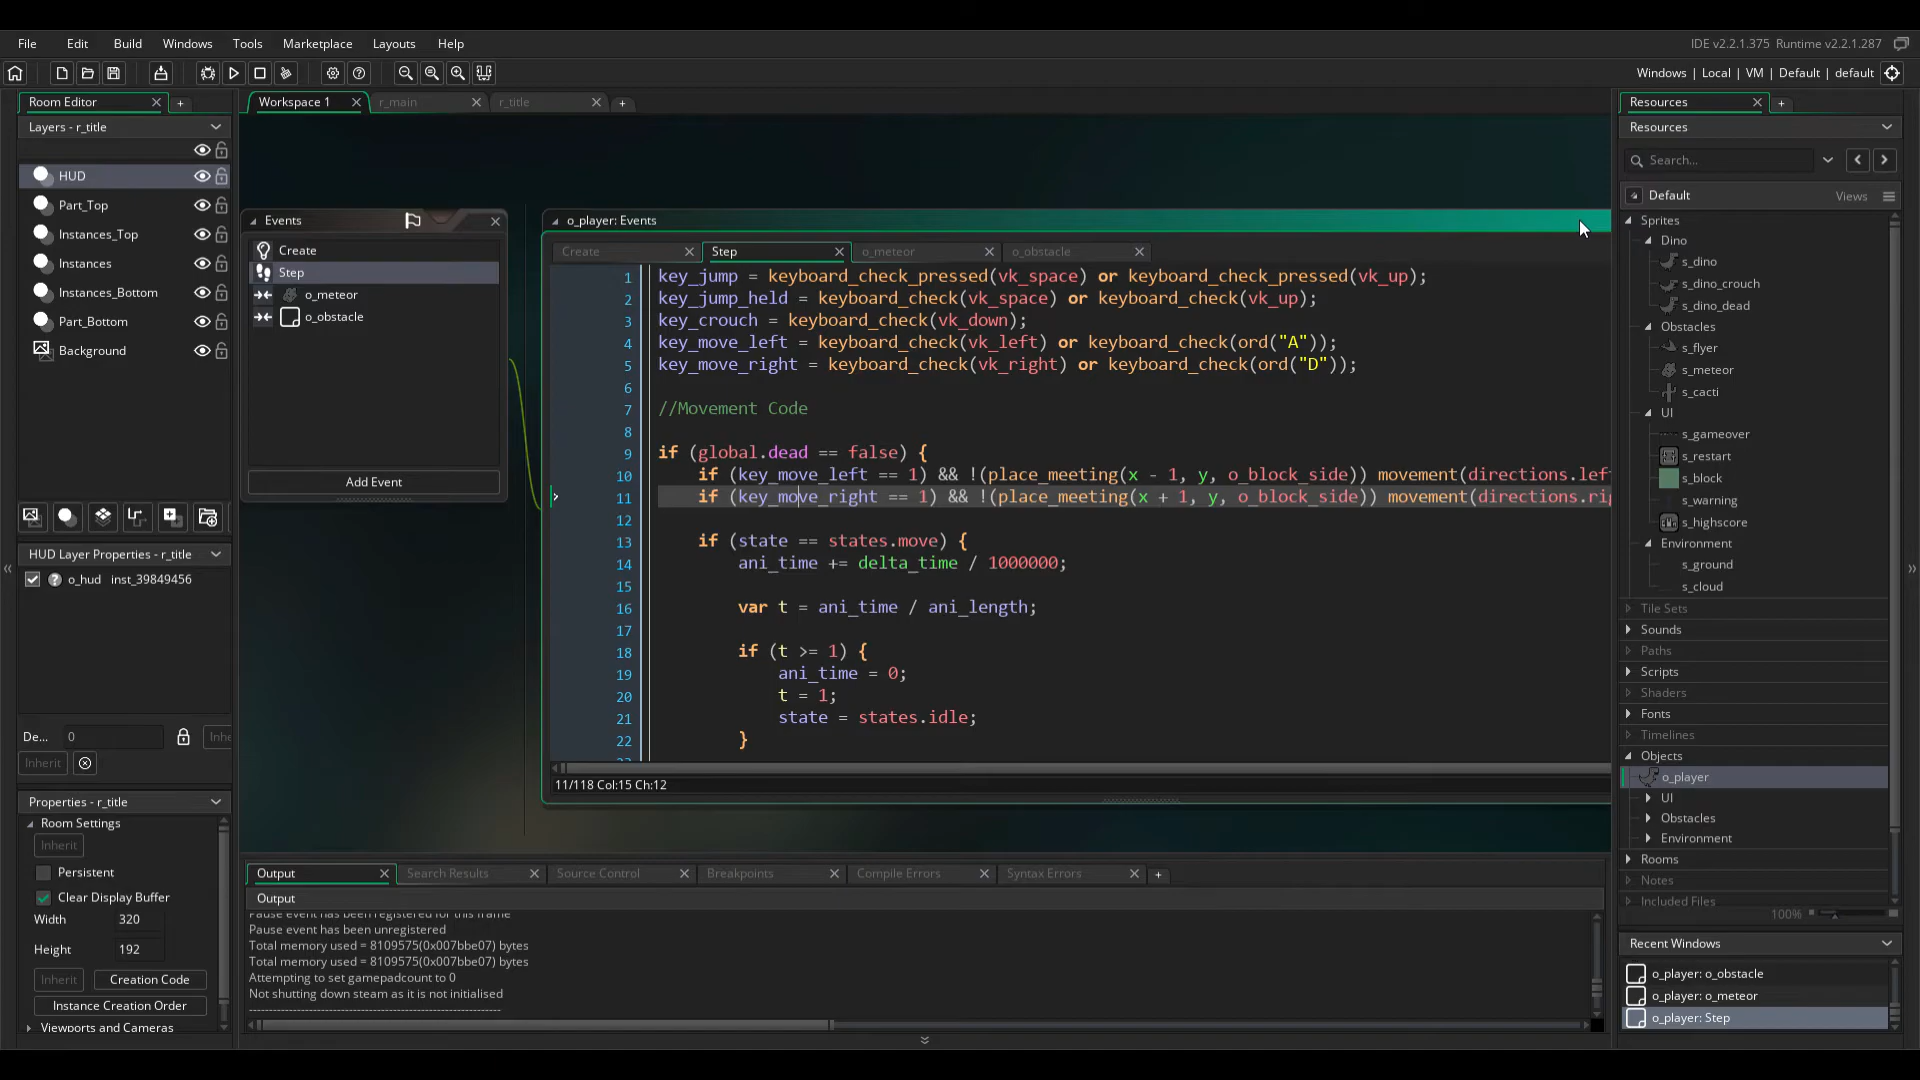 File Edit Build Windows Tools Marketplace Layouts Help
IDE v2.2.1.375 Runtime v2.2.1.287
Windows | Local | VM | Default | default
Room Editor
Layers - r_title
HUD
Part_Top
Instances_Top
Instances
Instances_Bottom
Part_Bottom
Background
HUD Layer Properties - r_title
o_hud inst_39849456
De... 0 Inhe
Inherit
Properties - r_title
Room Settings
Inherit
Persistent
Clear Display Buffer
Width 320
Height 192
Inherit Creation Code
Instance Creation Order
Viewports and Cameras
Workspace 1 r_main r_title
Events
Create
Step
o_meteor
o_obstacle
Add Event
o_player: Events
Create Step o_meteor o_obstacle
1 key_jump = keyboard_check_pressed(vk_space) or keyboard_check_pressed(vk_up);
2 key_jump_held = keyboard_check(vk_space) or keyboard_check(vk_up);
3 key_crouch = keyboard_check(vk_down);
4 key_move_left = keyboard_check(vk_left) or keyboard_check(ord("A"));
5 key_move_right = keyboard_check(vk_right) or keyboard_check(ord("D"));
6
7 //Movement Code
8
9 if (global.dead == false) {
10 if (key_move_left == 1) && !(place_meeting(x - 1, y, o_block_side)) movement(directions.left
11 if (key_move_right == 1) && !(place_meeting(x + 1, y, o_block_side)) movement(directions.rig
12
13 if (state == states.move) {
14 ani_time += delta_time / 1000000;
15
16 var t = ani_time / ani_length;
17
18 if (t >= 1) {
19 ani_time = 0;
20 t = 1;
21 state = states.idle;
22 }
11/118 Col:15 Ch:12
Output Search Results Source Control Breakpoints Compile Errors Syntax Errors
Output
Pause event has been registered for this frame
Pause event has been unregistered
Total memory used = 8109575(0x007bbe07) bytes
Total memory used = 8109575(0x007bbe07) bytes
Attempting to set gamepadcount to 0
Not shutting down steam as it is not initialised
Resources
Resources
Search...
Default Views
Sprites
Dino
s_dino
s_dino_crouch
s_dino_dead
Obstacles
s_flyer
s_meteor
s_cacti
UI
s_gameover
s_restart
s_block
s_warning
s_highscore
Environment
s_ground
s_cloud
Tile Sets
Sounds
Paths
Scripts
Shaders
Fonts
Timelines
Objects
o_player
UI
Obstacles
Environment
Rooms
Notes
Included Files
100%
Recent Windows
o_player: o_obstacle
o_player: o_meteor
o_player: Step